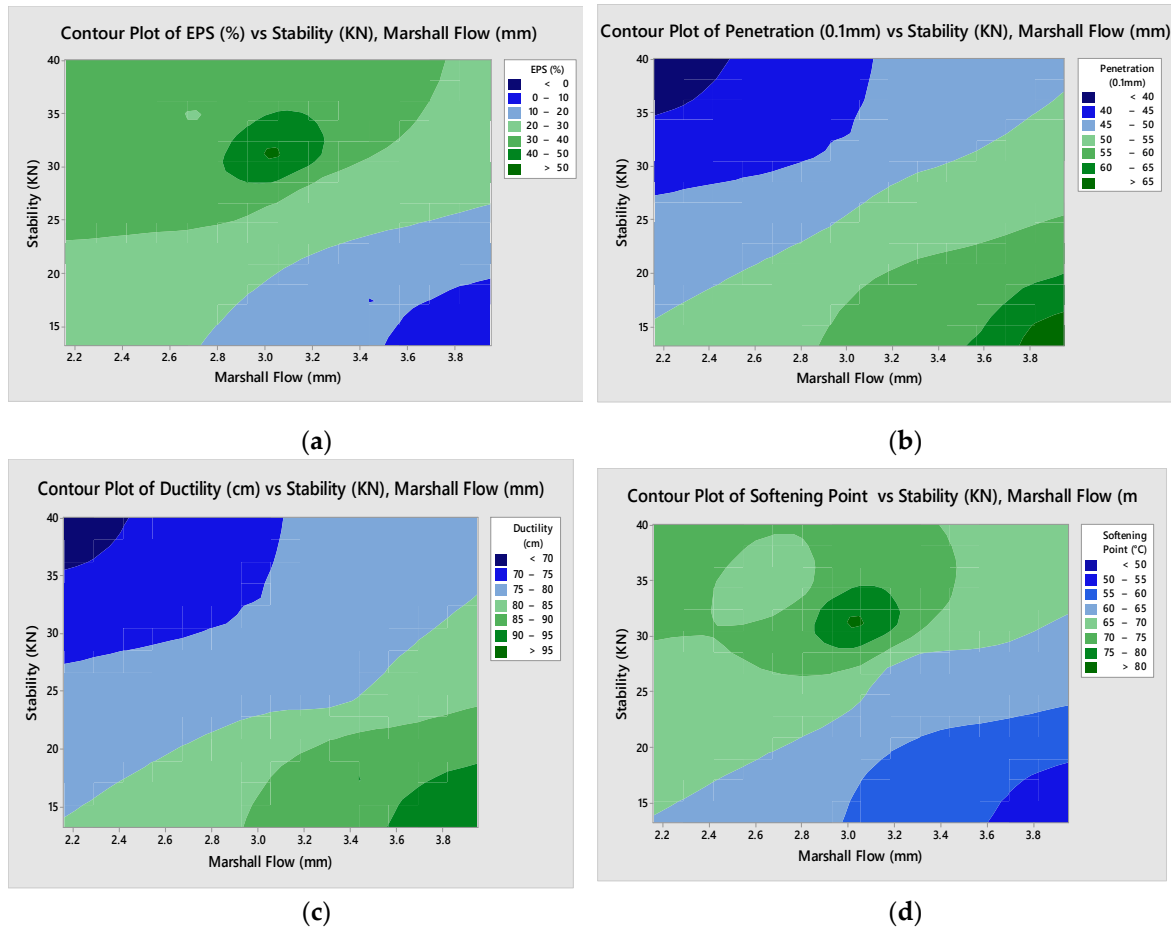 Contour Plot of EPS (%) vs Stability (KN), Marshall Flow (mm)
EPS (%)
< 0
0 – 10
10 – 20
20 – 30
30 – 40
40 – 50
> 50
40
35
30
25
20
15
Stability (KN)
2.2 2.4 2.6 2.8 3.0 3.2 3.4 3.6 3.8
Marshall Flow (mm)
(a)
Contour Plot of Penetration (0.1mm) vs Stability (KN), Marshall Flow (mm)
Penetration
(0.1mm)
< 40
40 – 45
45 – 50
50 – 55
55 – 60
60 – 65
> 65
40
35
30
25
20
15
Stability (KN)
2.2 2.4 2.6 2.8 3.0 3.2 3.4 3.6 3.8
Marshall Flow (mm)
(b)
Contour Plot of Ductility (cm) vs Stability (KN), Marshall Flow (mm)
Ductility
(cm)
< 70
70 – 75
75 – 80
80 – 85
85 – 90
90 – 95
> 95
40
35
30
25
20
15
Stability (KN)
2.2 2.4 2.6 2.8 3.0 3.2 3.4 3.6 3.8
Marshall Flow (mm)
(c)
Contour Plot of Softening Point vs Stability (KN), Marshall Flow (m
Softening
Point (°C)
< 50
50 – 55
55 – 60
60 – 65
65 – 70
70 – 75
75 – 80
> 80
40
35
30
25
20
15
Stability (KN)
2.2 2.4 2.6 2.8 3.0 3.2 3.4 3.6 3.8
Marshall Flow (mm)
(d)